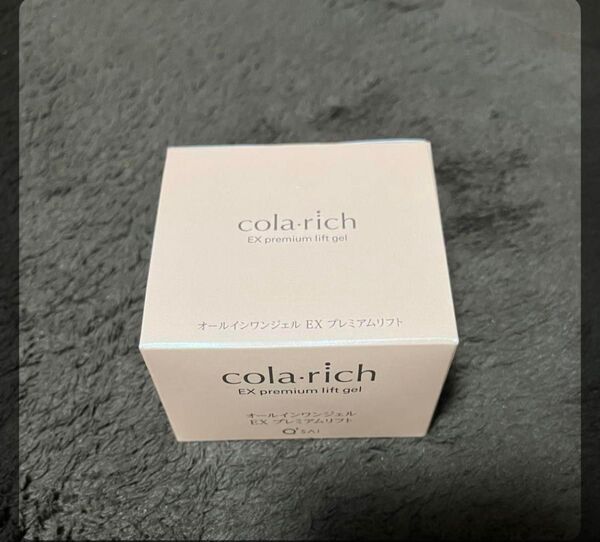 cola·rich
EX premium lift gel
オールインワンジェル EX プレミアムリフト
cola·rich
EX premium lift gel
オールインワンジェル
EX プレミアムリフト
Q'SAI